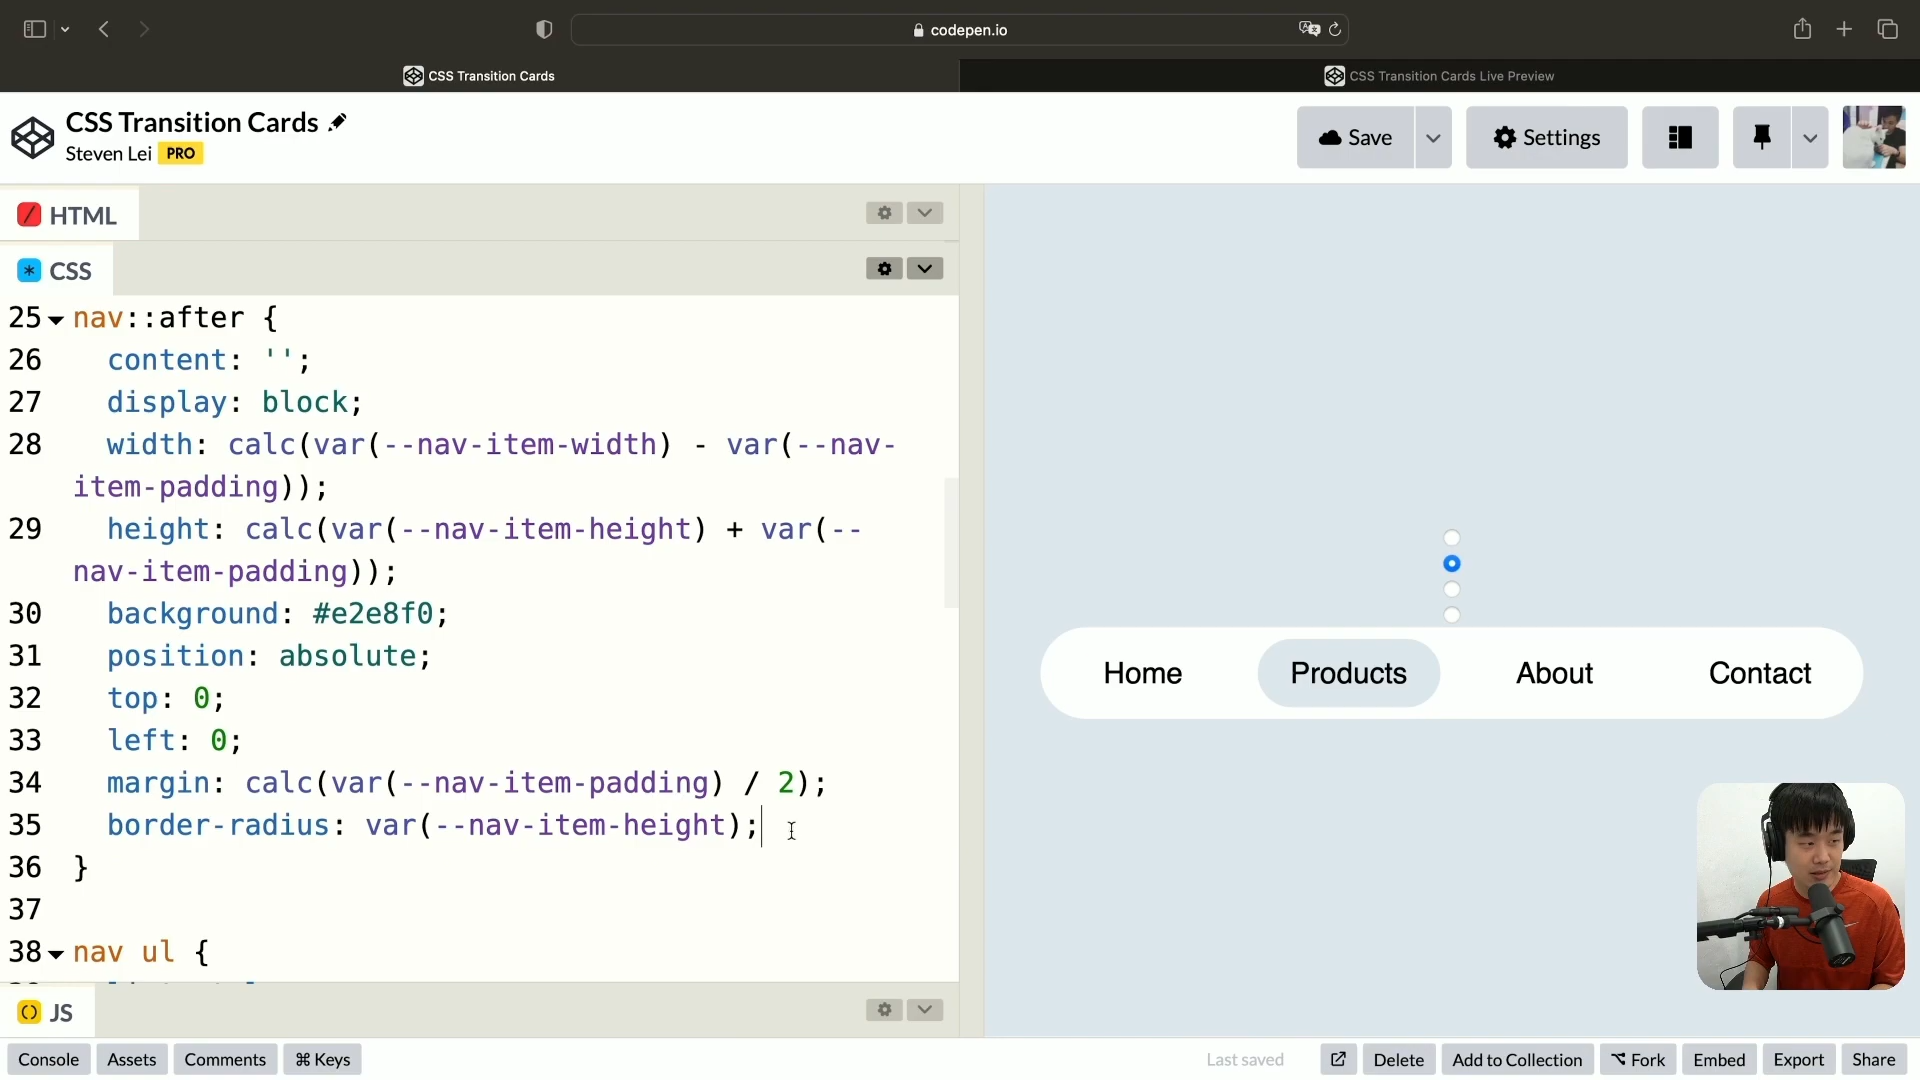 codepen.io
CSS Transition Cards
CSS Transition Cards Live Preview
CSS Transition Cards
Steven Lei PRO
Save
Settings
HTML
CSS
25 nav::after {
26 content: '';
27 display: block;
28 width: calc(var(--nav-item-width) - var(--nav-
item-padding));
29 height: calc(var(--nav-item-height) + var(--
nav-item-padding));
30 background: #e2e8f0;
31 position: absolute;
32 top: 0;
33 left: 0;
34 margin: calc(var(--nav-item-padding) / 2);
35 border-radius: var(--nav-item-height);
36 }
37
38 nav ul {
JS
Home Products About Contact
Console Assets Comments ⌘ Keys
Last saved Delete Add to Collection Fork Embed Export Share